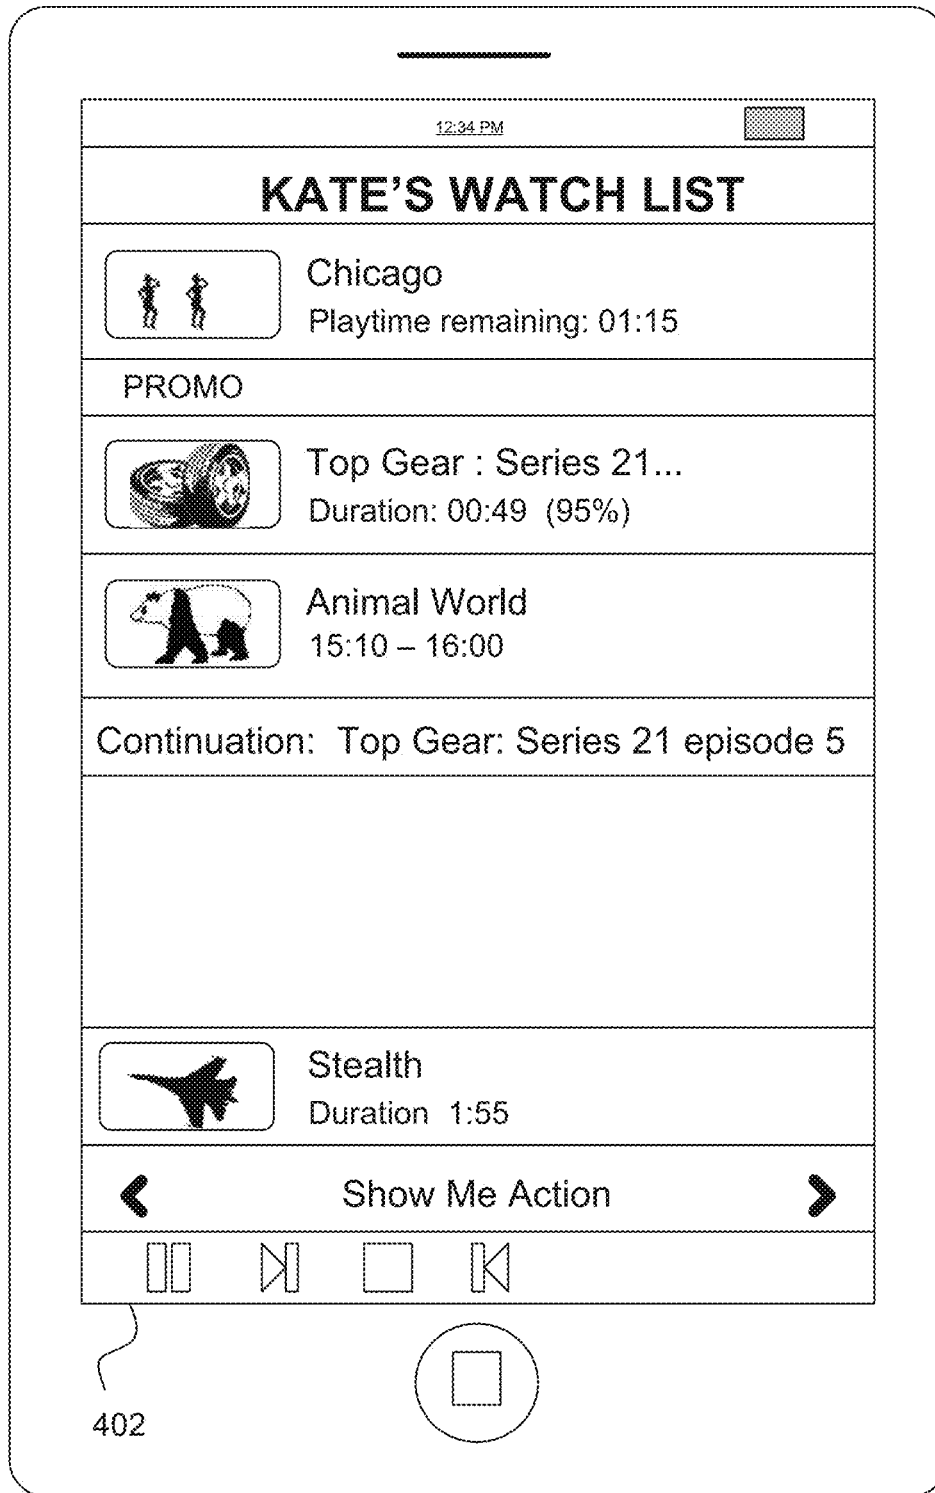 12:34 PM
KATE'S WATCH LIST
Chicago
Playtime remaining: 01:15
PROMO
Top Gear : Series 21...
Duration: 00:49 (95%)
Animal World
15:10 – 16:00
Continuation: Top Gear: Series 21 episode 5
Stealth
Duration 1:55
Show Me Action
402